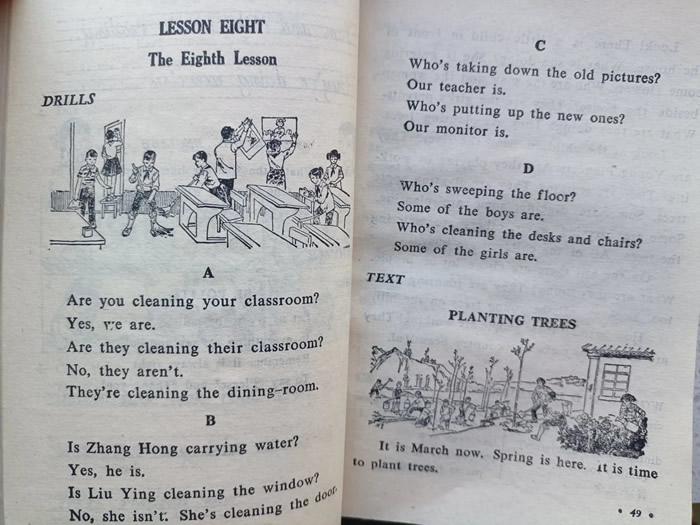 LESSON EIGHT
The Eighth Lesson
DRILLS
A
Are you cleaning your classroom?
Yes, we are.
Are they cleaning their classroom?
No, they aren't.
They're cleaning the dining-room.
B
Is Zhang Hong carrying water?
Yes, he is.
Is Liu Ying cleaning the window?
No, she isn't. She's cleaning the door.
C
Who's taking down the old pictures?
Our teacher is.
Who's putting up the new ones?
Our monitor is.
D
Who's sweeping the floor?
Some of the boys are.
Who's cleaning the desks and chairs?
Some of the girls are.
TEXT
PLANTING TREES
It is March now. Spring is here. It is time
to plant trees.
• 49 •